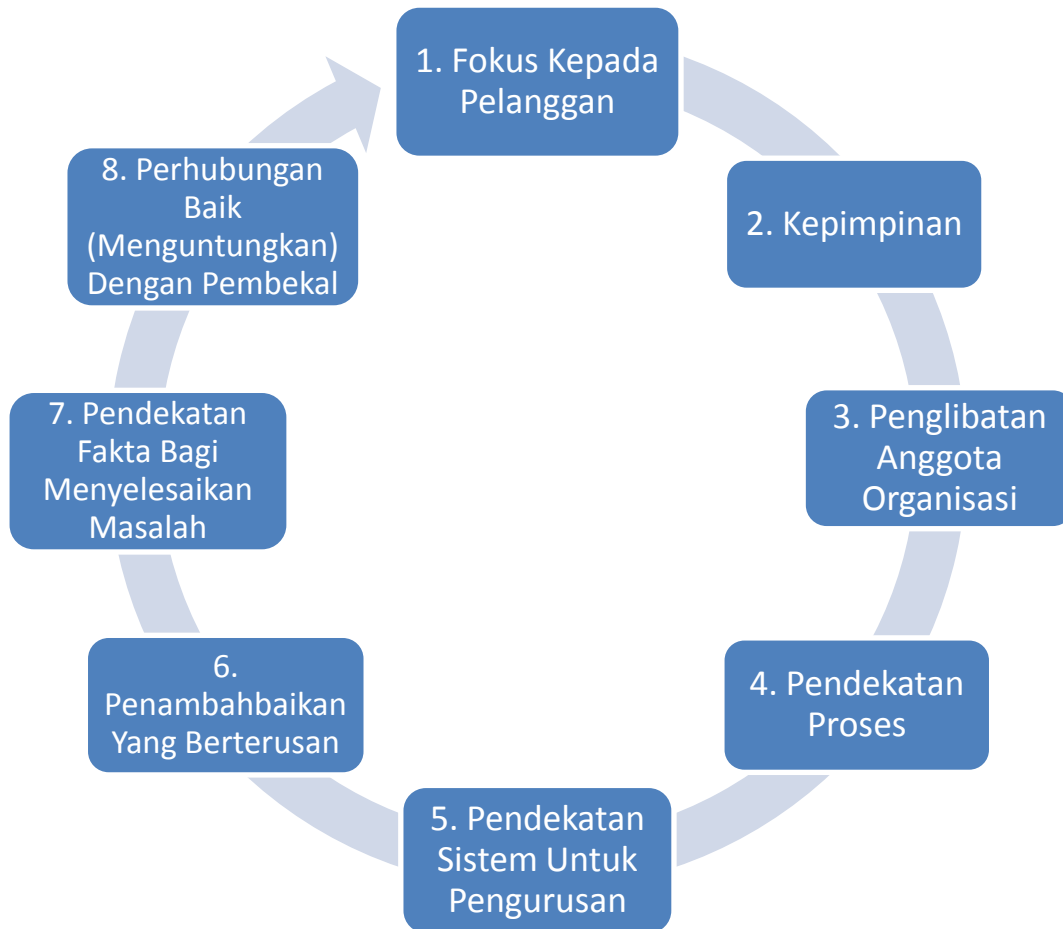 1. Fokus Kepada
Pelanggan
2. Kepimpinan
3. Penglibatan
Anggota
Organisasi
4. Pendekatan
Proses
5. Pendekatan
Sistem Untuk
Pengurusan
6.
Penambahbaikan
Yang Berterusan
7. Pendekatan
Fakta Bagi
Menyelesaikan
Masalah
8. Perhubungan
Baik
(Menguntungkan)
Dengan Pembekal